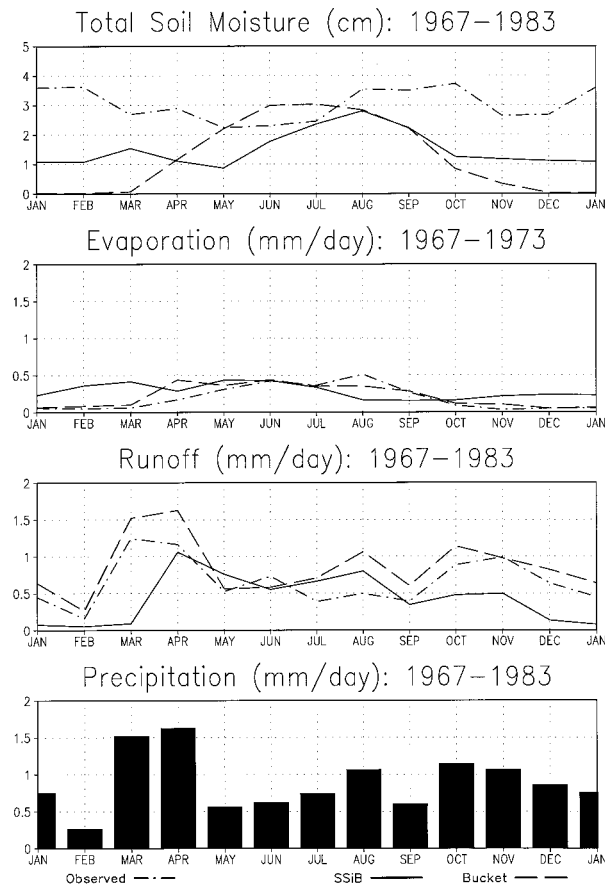 Total Soil Moisture (cm): 1967-1983
5
4
3
2
1
0
JAN FEB MAR APR MAY JUN JUL AUG SEP OCT NOV DEC JAN
Evaporation (mm/day): 1967-1973
2
1.5
1
0.5
0
JAN FEB MAR APR MAY JUN JUL AUG SEP OCT NOV DEC JAN
Runoff (mm/day): 1967-1983
2
1.5
1
0.5
0
JAN FEB MAR APR MAY JUN JUL AUG SEP OCT NOV DEC JAN
Precipitation (mm/day): 1967-1983
2
1.5
1
0.5
0
JAN FEB MAR APR MAY JUN JUL AUG SEP OCT NOV DEC JAN
Observed SSiB Bucket